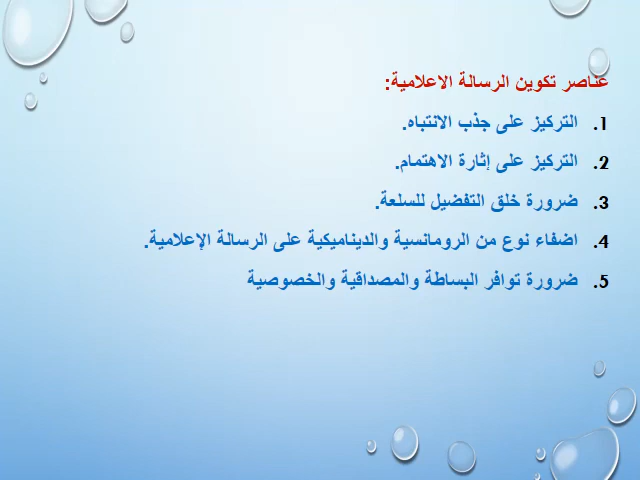 عناصر تكوين الرسالة الاعلامية:
1. التركيز على جذب الانتباه.
2. التركيز على إثارة الاهتمام.
3. ضرورة خلق التفضيل للسلعة.
4. اضفاء نوع من الرومانسية والديناميكية على الرسالة الإعلامية.
5. ضرورة توافر البساطة والمصداقية والخصوصية